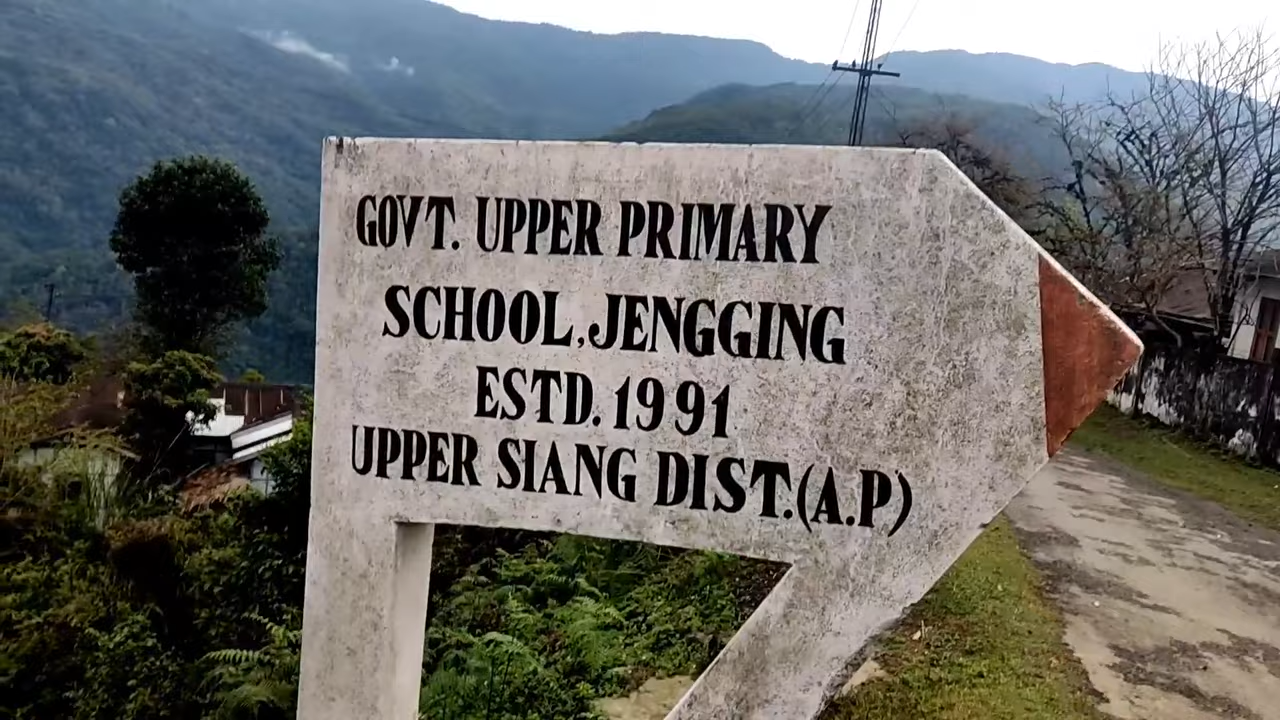 GOVT. UPPER PRIMARY
SCHOOL, JENGGING
ESTD. 1991
UPPER SIANG DIST.(A.P)